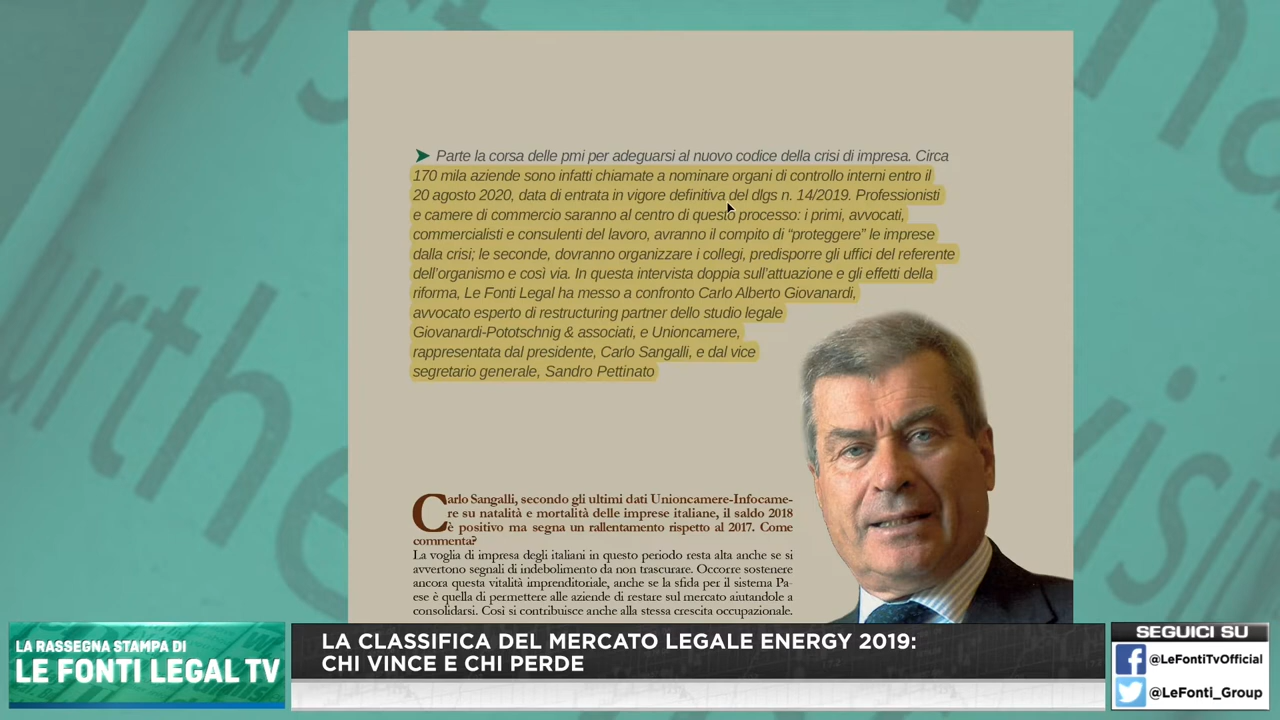 ➤ Parte la corsa delle pmi per adeguarsi al nuovo codice della crisi di impresa. Circa
170 mila aziende sono infatti chiamate a nominare organi di controllo interni entro il
20 agosto 2020, data di entrata in vigore definitiva del dlgs n. 14/2019. Professionisti
e camere di commercio saranno al centro di questo processo: i primi, avvocati,
commercialisti e consulenti del lavoro, avranno il compito di “proteggere” le imprese
dalla crisi; le seconde, dovranno organizzare i collegi, predisporre gli uffici del referente
dell’organismo e così via. In questa intervista doppia sull’attuazione e gli effetti della
riforma, Le Fonti Legal ha messo a confronto Carlo Alberto Giovanardi,
avvocato esperto di restructuring partner dello studio legale
Giovanardi-Pototschnig & associati, e Unioncamere,
rappresentata dal presidente, Carlo Sangalli, e dal vice
segretario generale, Sandro Pettinato
Carlo Sangalli, secondo gli ultimi dati Unioncamere-Infocame-
re su natalità e mortalità delle imprese italiane, il saldo 2018
è positivo ma segna un rallentamento rispetto al 2017. Come
commenta?
La voglia di impresa degli italiani in questo periodo resta alta anche se si
avvertono segnali di indebolimento da non trascurare. Occorre sostenere
ancora questa vitalità imprenditoriale, anche se la sfida per il sistema Pa-
ese è quella di permettere alle aziende di restare sul mercato aiutandole a
consolidarsi. Così si contribuisce anche alla stessa crescita occupazionale.
LA RASSEGNA STAMPA DI
LE FONTI LEGAL TV
LA CLASSIFICA DEL MERCATO LEGALE ENERGY 2019:
CHI VINCE E CHI PERDE
SEGUICI SU
@LeFontiTvOfficial
@LeFonti_Group